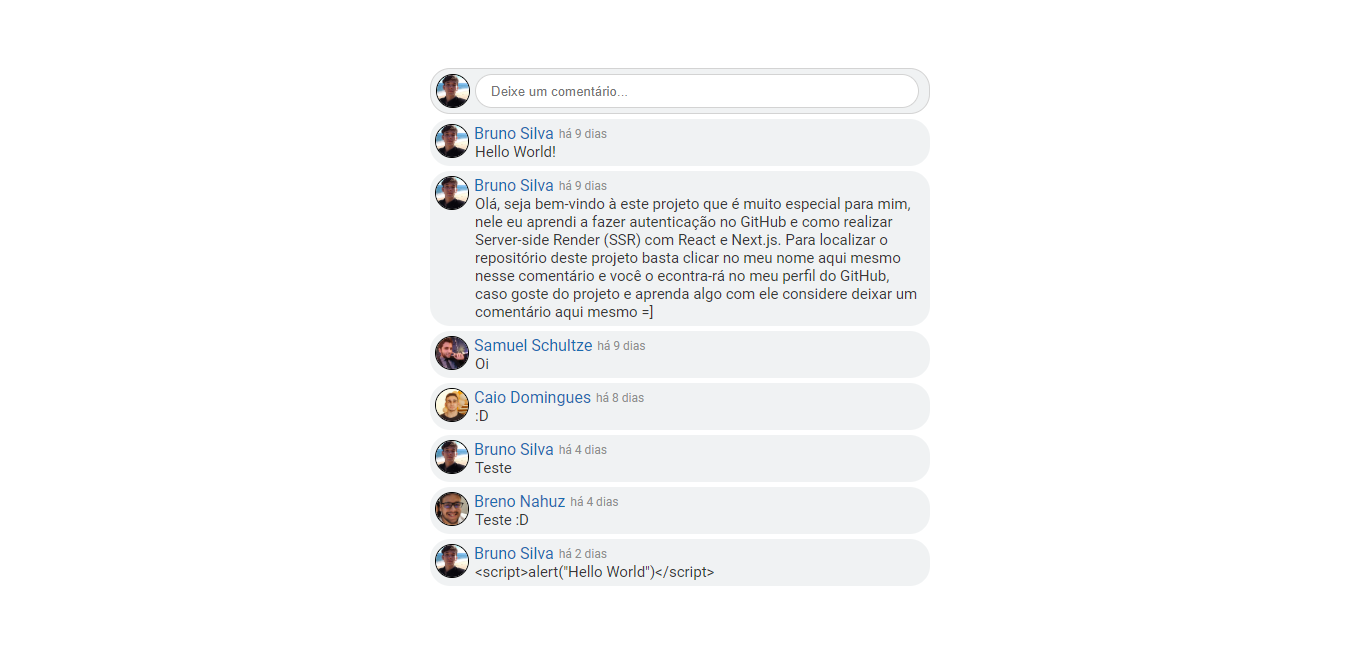 Deixe um comentário...
Bruno Silva há 9 dias
Hello World!
Bruno Silva há 9 dias
Olá, seja bem-vindo à este projeto que é muito especial para mim,
nele eu aprendi a fazer autenticação no GitHub e como realizar
Server-side Render (SSR) com React e Next.js. Para localizar o
repositório deste projeto basta clicar no meu nome aqui mesmo
nesse comentário e você o econtra-rá no meu perfil do GitHub,
caso goste do projeto e aprenda algo com ele considere deixar um
comentário aqui mesmo =]
Samuel Schultze há 9 dias
Oi
Caio Domingues há 8 dias
:D
Bruno Silva há 4 dias
Teste
Breno Nahuz há 4 dias
Teste :D
Bruno Silva há 2 dias
<script>alert("Hello World")</script>